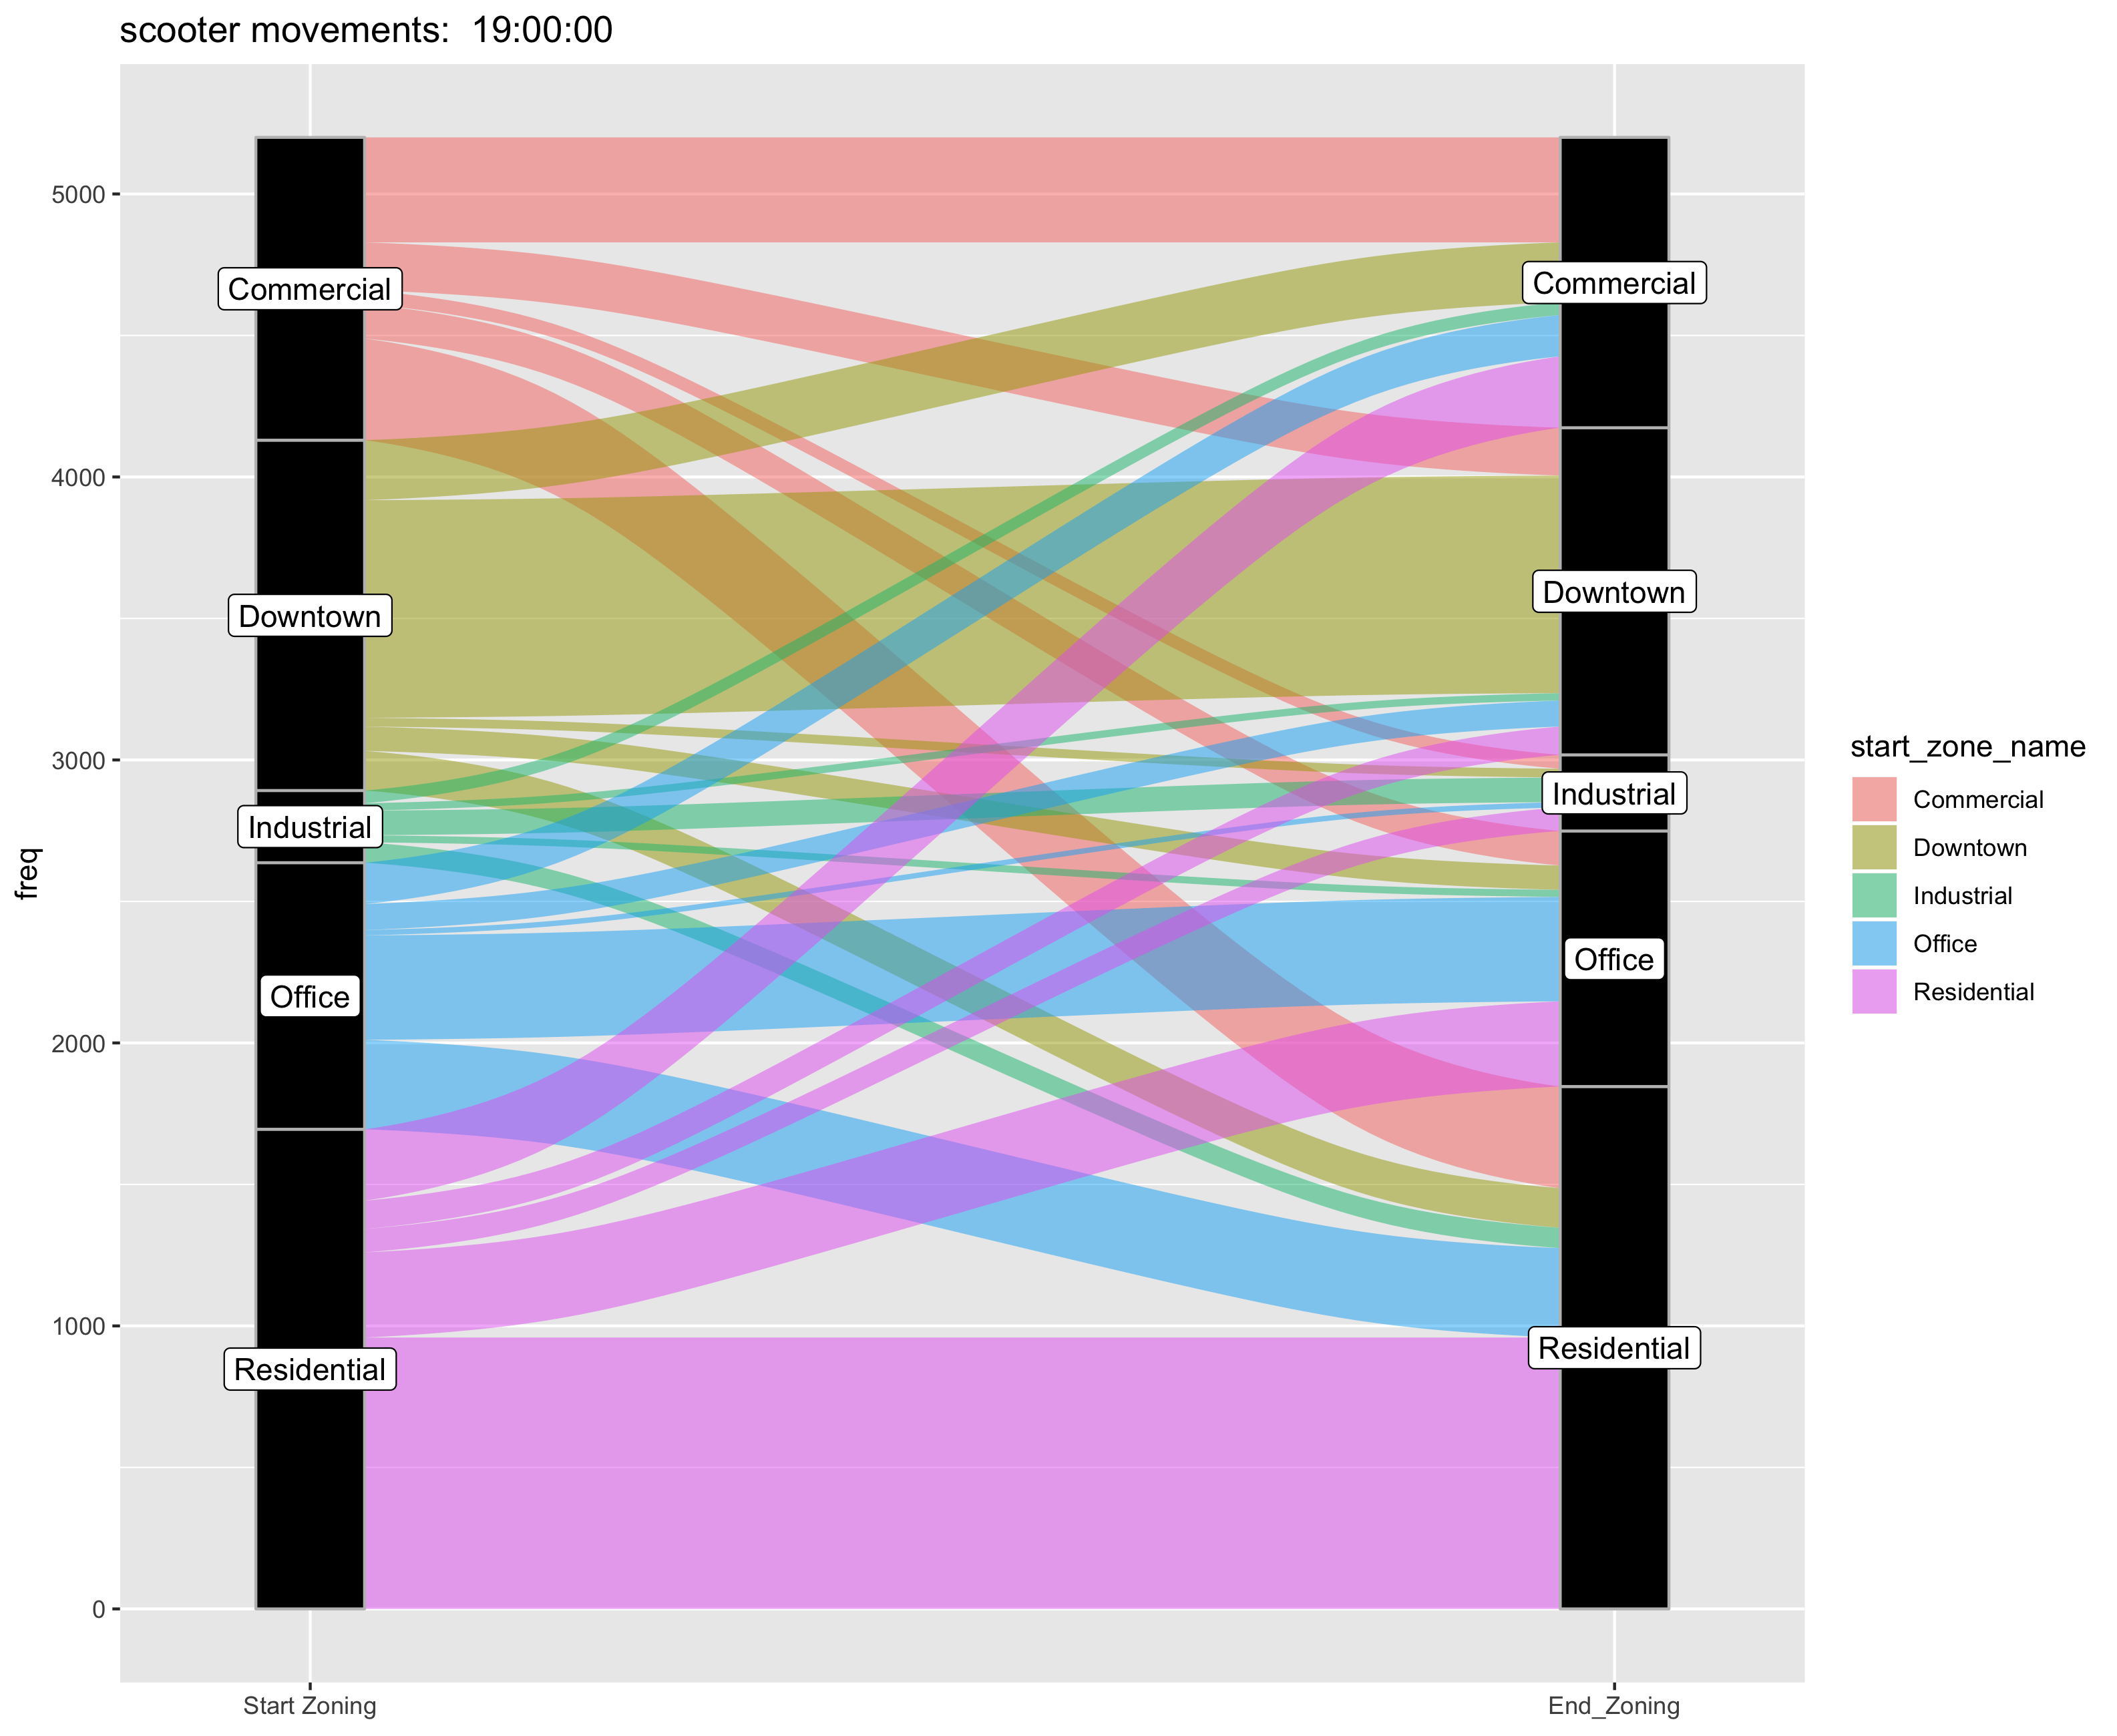 scooter movements:  19:00:00
freq
5000
4000
3000
2000
1000
0
Commercial
Downtown
Industrial
Office
Residential
Commercial
Downtown
Industrial
Office
Residential
Start Zoning
End_Zoning
start_zone_name
Commercial
Downtown
Industrial
Office
Residential